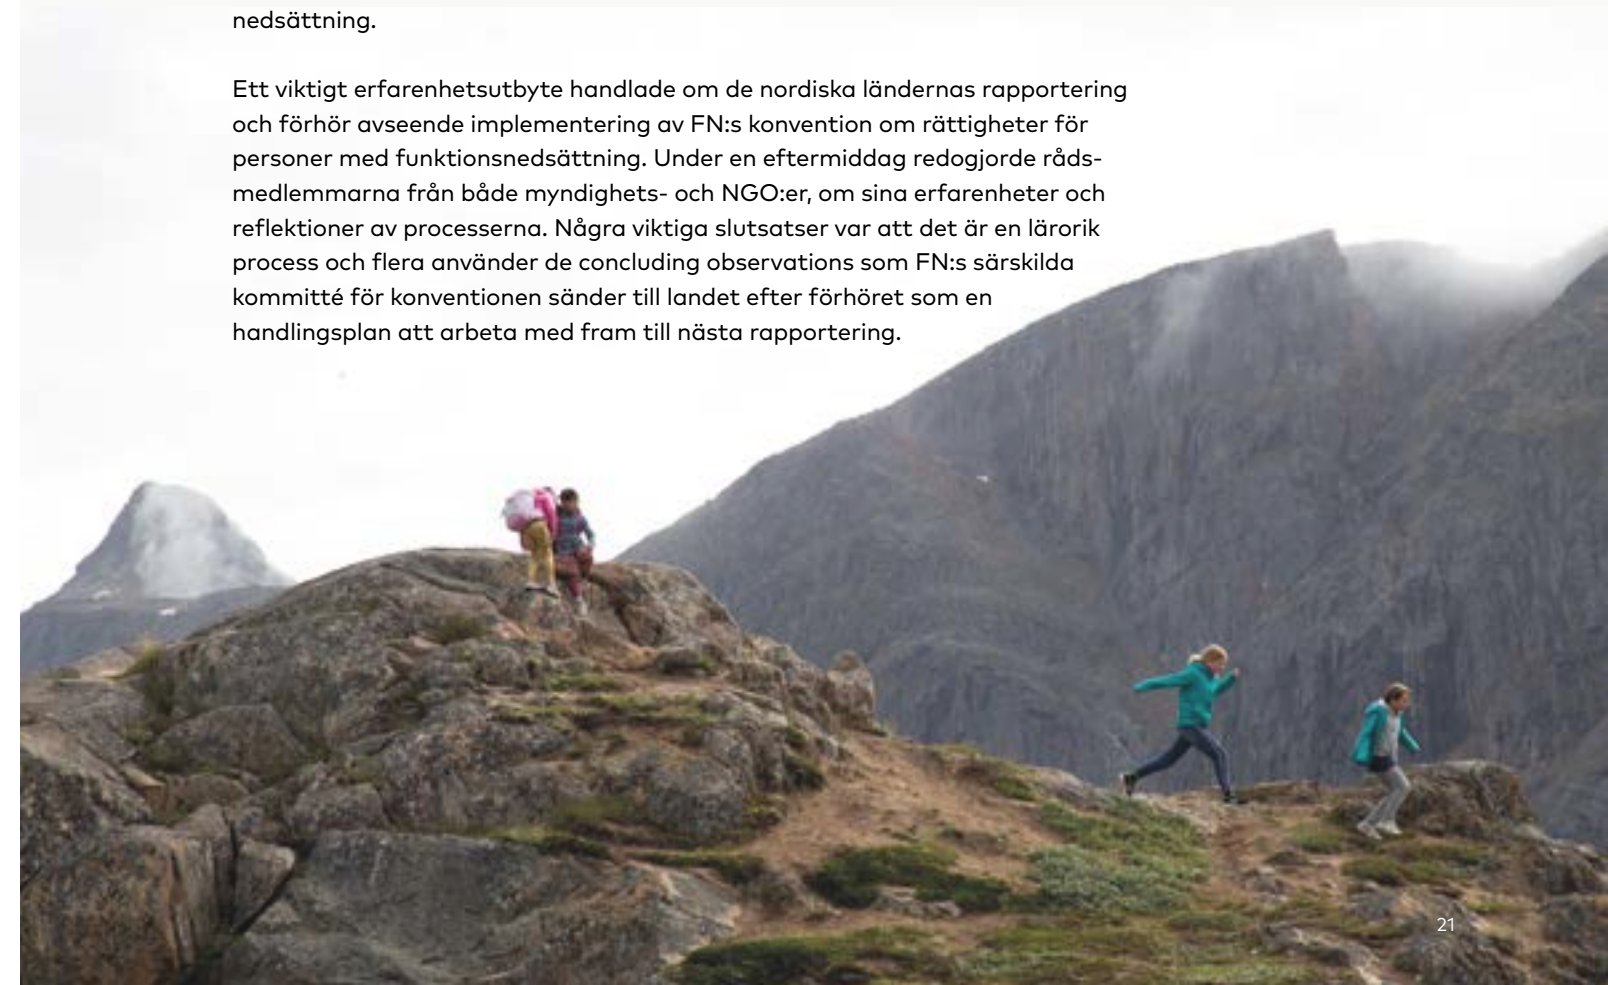 nedsättning.
Ett viktigt erfarenhetsutbyte handlade om de nordiska ländernas rapportering
och förhör avseende implementering av FN:s konvention om rättigheter för
personer med funktionsnedsättning. Under en eftermiddag redogjorde råds-
medlemmarna från både myndighets- och NGO:er, om sina erfarenheter och
reflektioner av processerna. Några viktiga slutsatser var att det är en lärorik
process och flera använder de concluding observations som FN:s särskilda
kommitté för konventionen sänder till landet efter förhöret som en
handlingsplan att arbeta med fram till nästa rapportering.
21